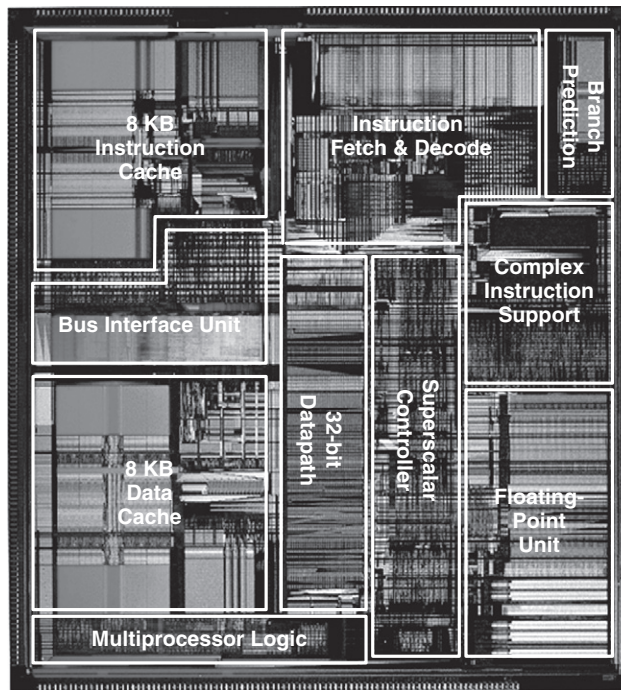 8 KB
Instruction
Cache
Instruction
Fetch & Decode
Branch
Prediction
Complex
Instruction
Support
Bus Interface Unit
8 KB
Data
Cache
32-bit
Datapath
Superscalar
Controller
Floating-
Point
Unit
Multiprocessor Logic